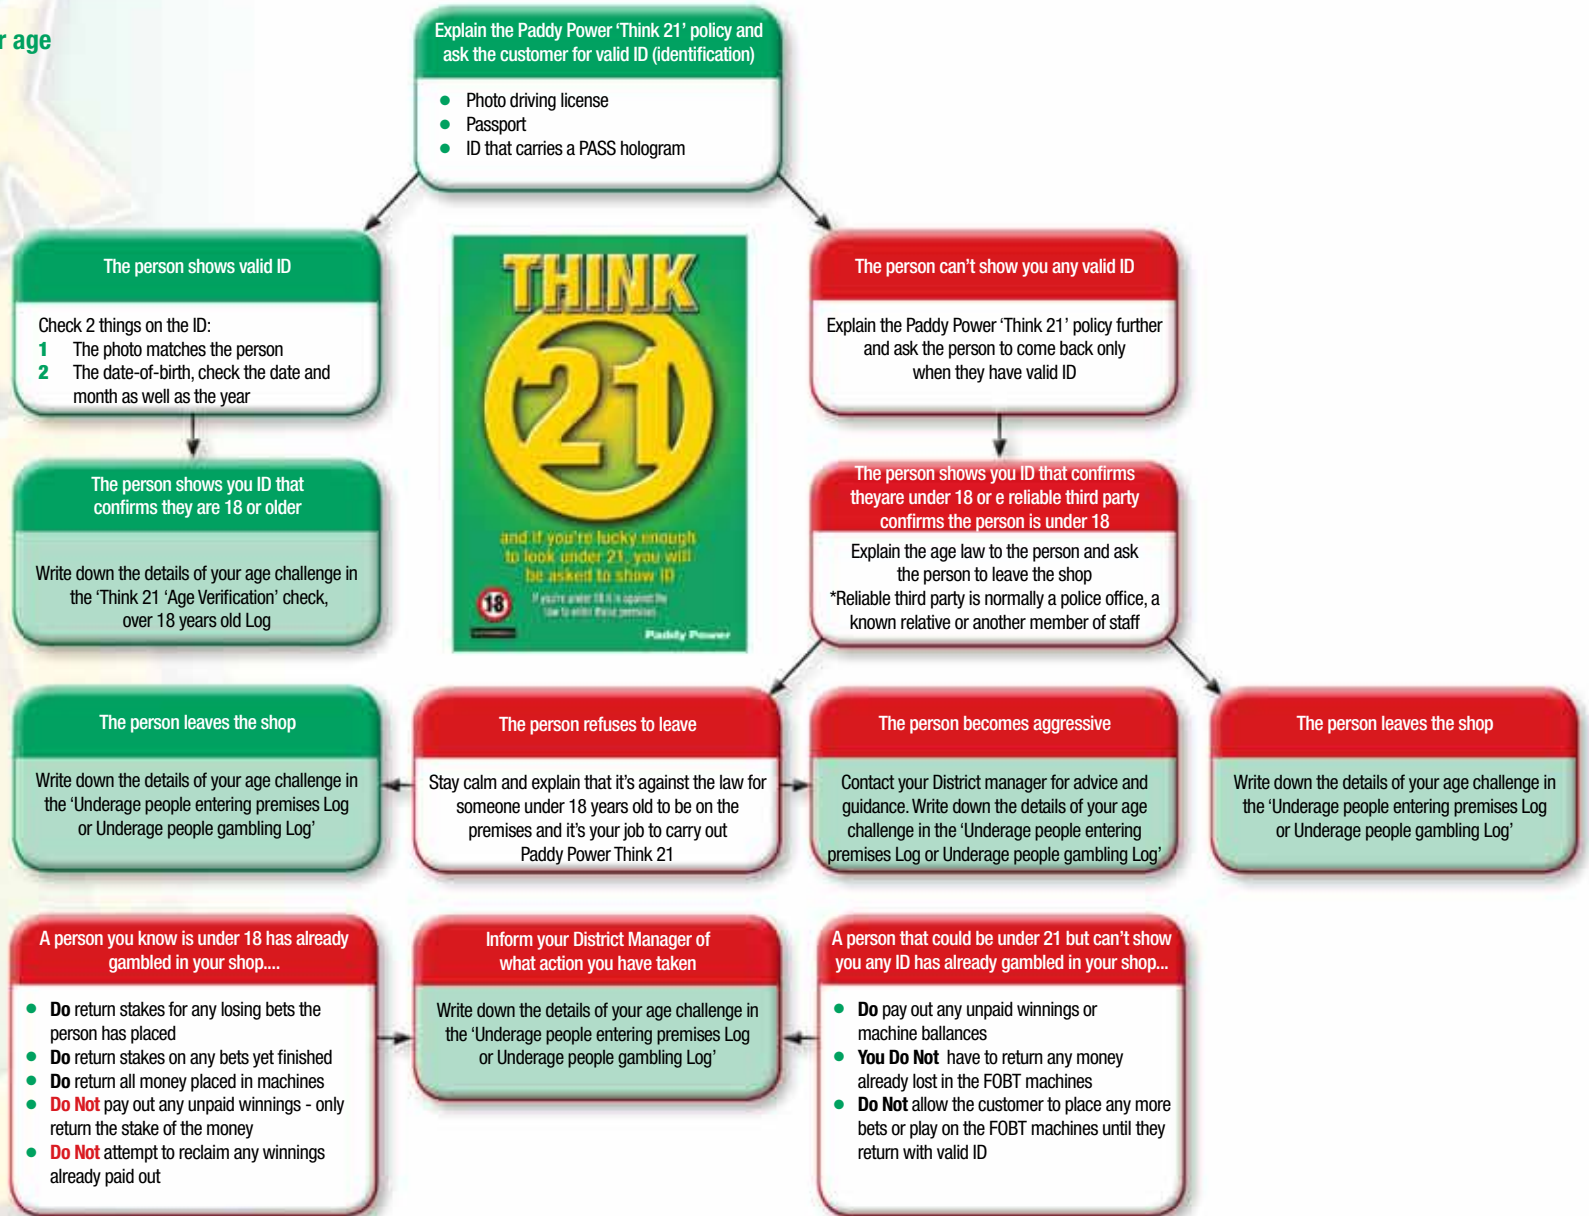 r age
Explain the Paddy Power ‘Think 21’ policy and
ask the customer for valid ID (identification)
• Photo driving license
• Passport
• ID that carries a PASS hologram
The person shows valid ID
Check 2 things on the ID:
1 The photo matches the person
2 The date-of-birth, check the date and
month as well as the year
THINK
21
and if you're lucky enough
to look under 21, you will
be asked to show ID
18
If you're under 18 it is against the
law to enter these premises
Paddy Power
The person can’t show you any valid ID
Explain the Paddy Power ‘Think 21’ policy further
and ask the person to come back only
when they have valid ID
The person shows you ID that
confirms they are 18 or older
Write down the details of your age challenge in
the ‘Think 21 ‘Age Verification’ check,
over 18 years old Log
The person shows you ID that confirms
theyare under 18 or e reliable third party
confirms the person is under 18
Explain the age law to the person and ask
the person to leave the shop
*Reliable third party is normally a police office, a
known relative or another member of staff
The person leaves the shop
Write down the details of your age challenge in
the ‘Underage people entering premises Log
or Underage people gambling Log’
The person refuses to leave
Stay calm and explain that it’s against the law for
someone under 18 years old to be on the
premises and it’s your job to carry out
Paddy Power Think 21
The person becomes aggressive
Contact your District manager for advice and
guidance. Write down the details of your age
challenge in the ‘Underage people entering
premises Log or Underage people gambling Log’
The person leaves the shop
Write down the details of your age challenge in
the ‘Underage people entering premises Log
or Underage people gambling Log’
A person you know is under 18 has already
gambled in your shop....
• Do return stakes for any losing bets the
person has placed
• Do return stakes on any bets yet finished
• Do return all money placed in machines
• Do Not pay out any unpaid winnings - only
return the stake of the money
• Do Not attempt to reclaim any winnings
already paid out
Inform your District Manager of
what action you have taken
Write down the details of your age challenge in
the ‘Underage people entering premises Log
or Underage people gambling Log’
A person that could be under 21 but can’t show
you any ID has already gambled in your shop...
• Do pay out any unpaid winnings or
machine ballances
• You Do Not have to return any money
already lost in the FOBT machines
• Do Not allow the customer to place any more
bets or play on the FOBT machines until they
return with valid ID